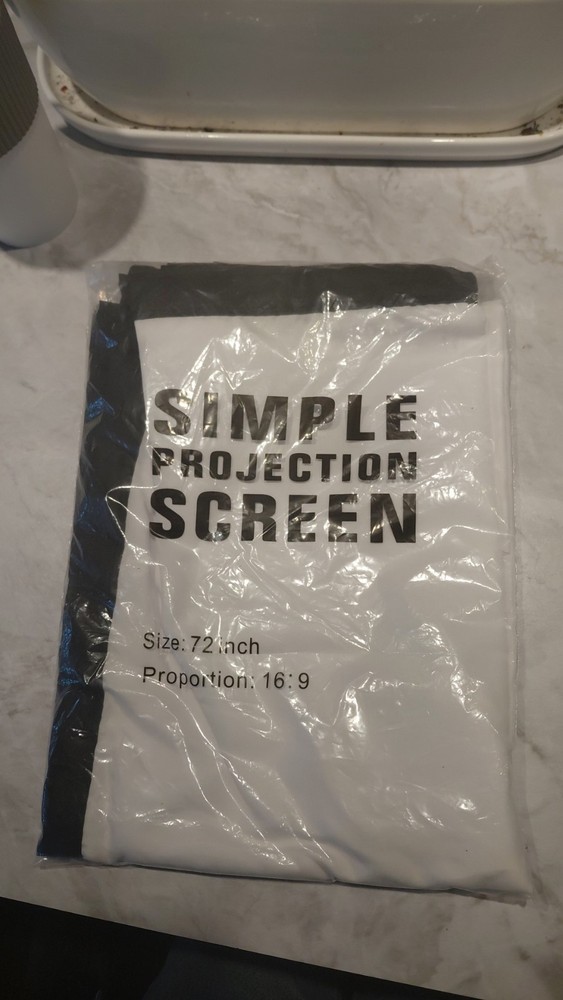 SIMPLE
PROJECTION
SCREEN
Size: 72 inch
Proportion: 16:9